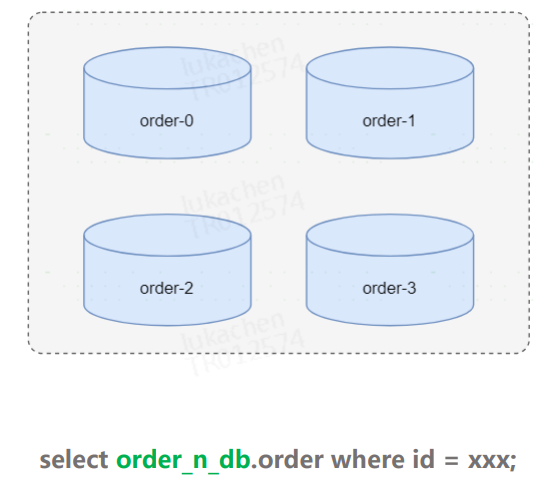 lukachen
TR012574
order-0
order-1
lukachen
TR012574
order-2
order-3
lukachen
TR012574
select order_n_db.order where id = xxx;